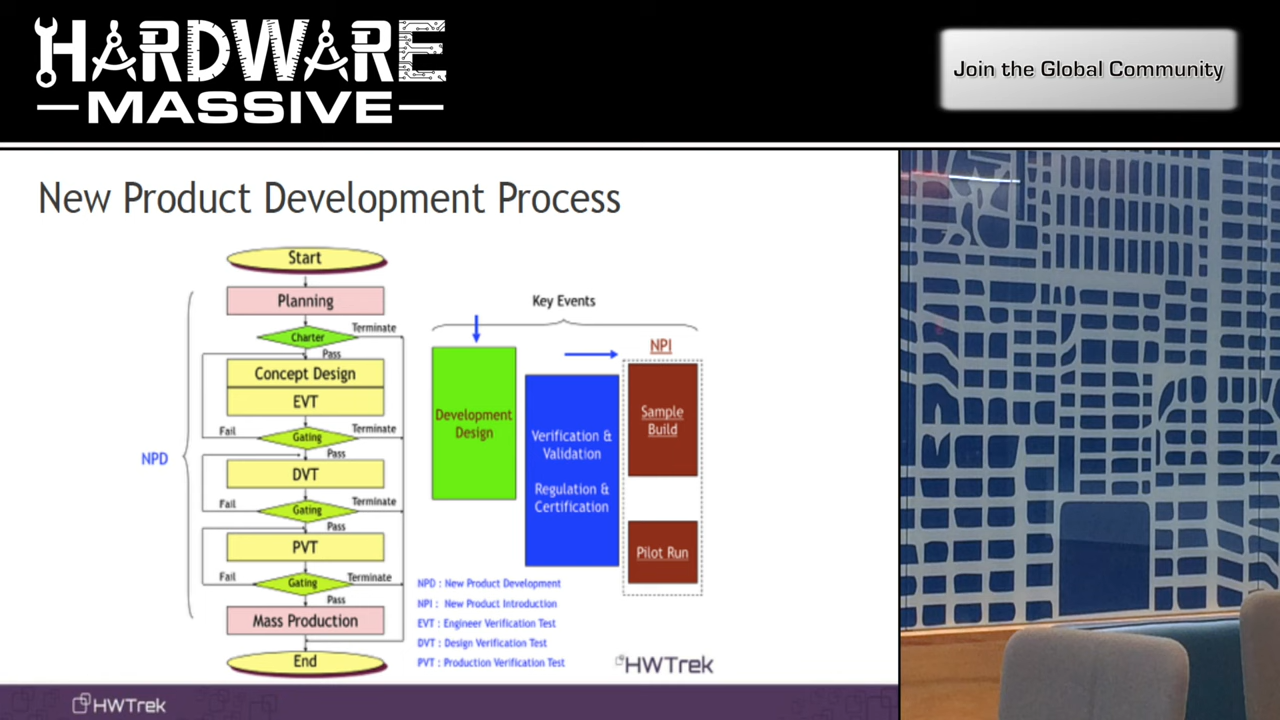 HARDWARE
MASSIVE
Join the Global Community
New Product Development Process
Start
Planning
Charter
Terminate
Pass
Concept Design
EVT
Fail
Gating
Terminate
Pass
DVT
Fail
Gating
Terminate
Pass
PVT
Fail
Gating
Terminate
Pass
Mass Production
End
NPD
Key Events
NPI
Development
Design
Verification &
Validation
Regulation &
Certification
Sample
Build
Pilot Run
NPD : New Product Development
NPI : New Product Introduction
EVT : Engineer Verification Test
DVT : Design Verification Test
PVT : Production Verification Test
HWTrek
HWTrek